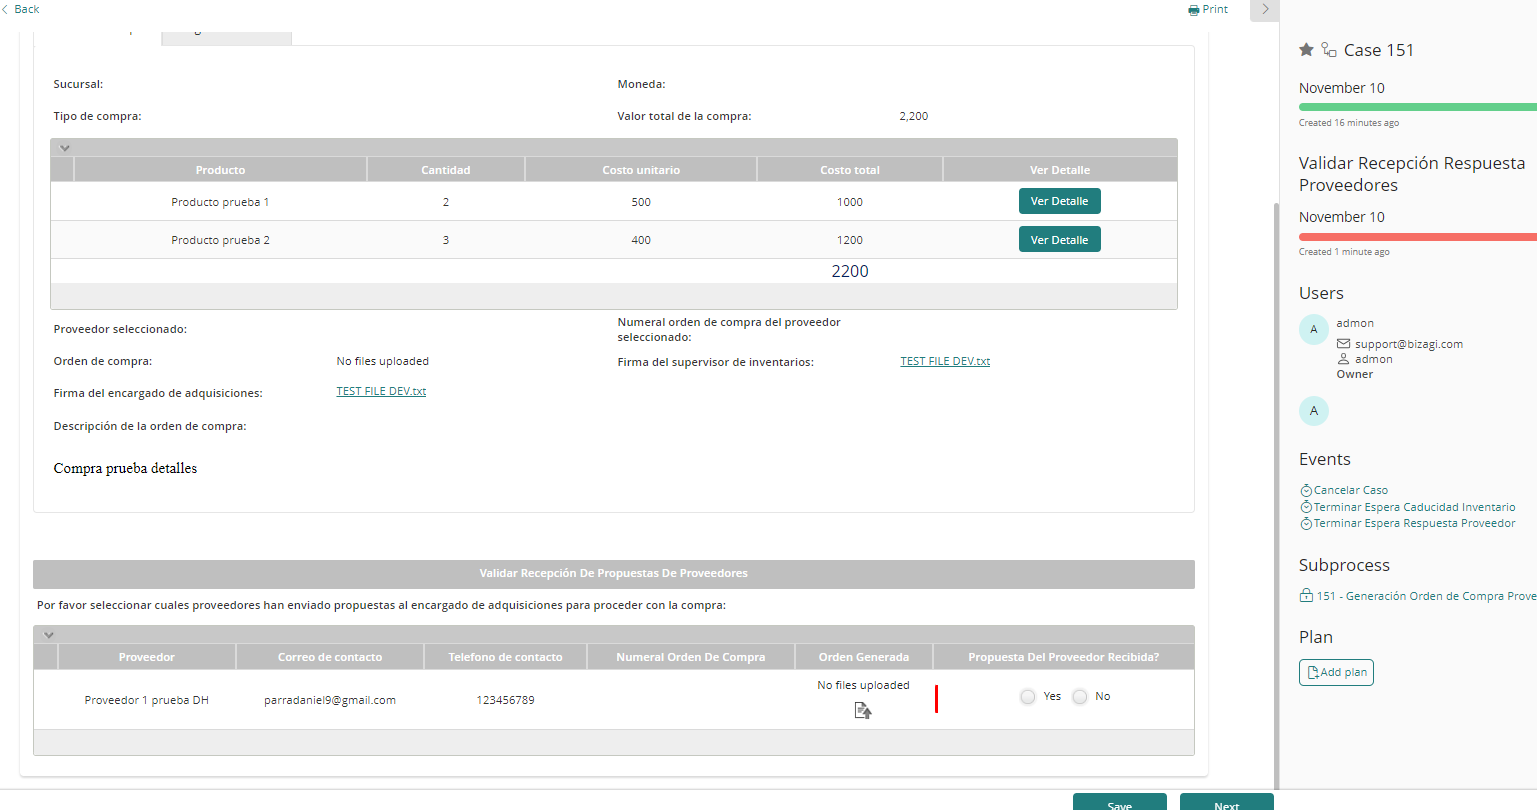 Back
Print
Sucursal:
Moneda:
Tipo de compra:
Valor total de la compra: 2,200
Producto Cantidad Costo unitario Costo total Ver Detalle
Producto prueba 1 2 500 1000 Ver Detalle
Producto prueba 2 3 400 1200 Ver Detalle
2200
Proveedor seleccionado:
Numeral orden de compra del proveedor
seleccionado:
Orden de compra: No files uploaded
Firma del supervisor de inventarios: TEST FILE DEV.txt
Firma del encargado de adquisiciones: TEST FILE DEV.txt
Descripción de la orden de compra:
Compra prueba detalles
Validar Recepción De Propuestas De Proveedores
Por favor seleccionar cuales proveedores han enviado propuestas al encargado de adquisiciones para proceder con la compra:
Proveedor Correo de contacto Telefono de contacto Numeral Orden De Compra Orden Generada Propuesta Del Proveedor Recibida?
Proveedor 1 prueba DH parradaniel9@gmail.com 123456789 No files uploaded Yes No
Save Next
Case 151
November 10
Created 16 minutes ago
Validar Recepción Respuesta
Proveedores
November 10
Created 1 minute ago
Users
A
admon
support@bizagi.com
admon
Owner
A
Events
Cancelar Caso
Terminar Espera Caducidad Inventario
Terminar Espera Respuesta Proveedor
Subprocess
151 - Generación Orden de Compra Prove
Plan
Add plan